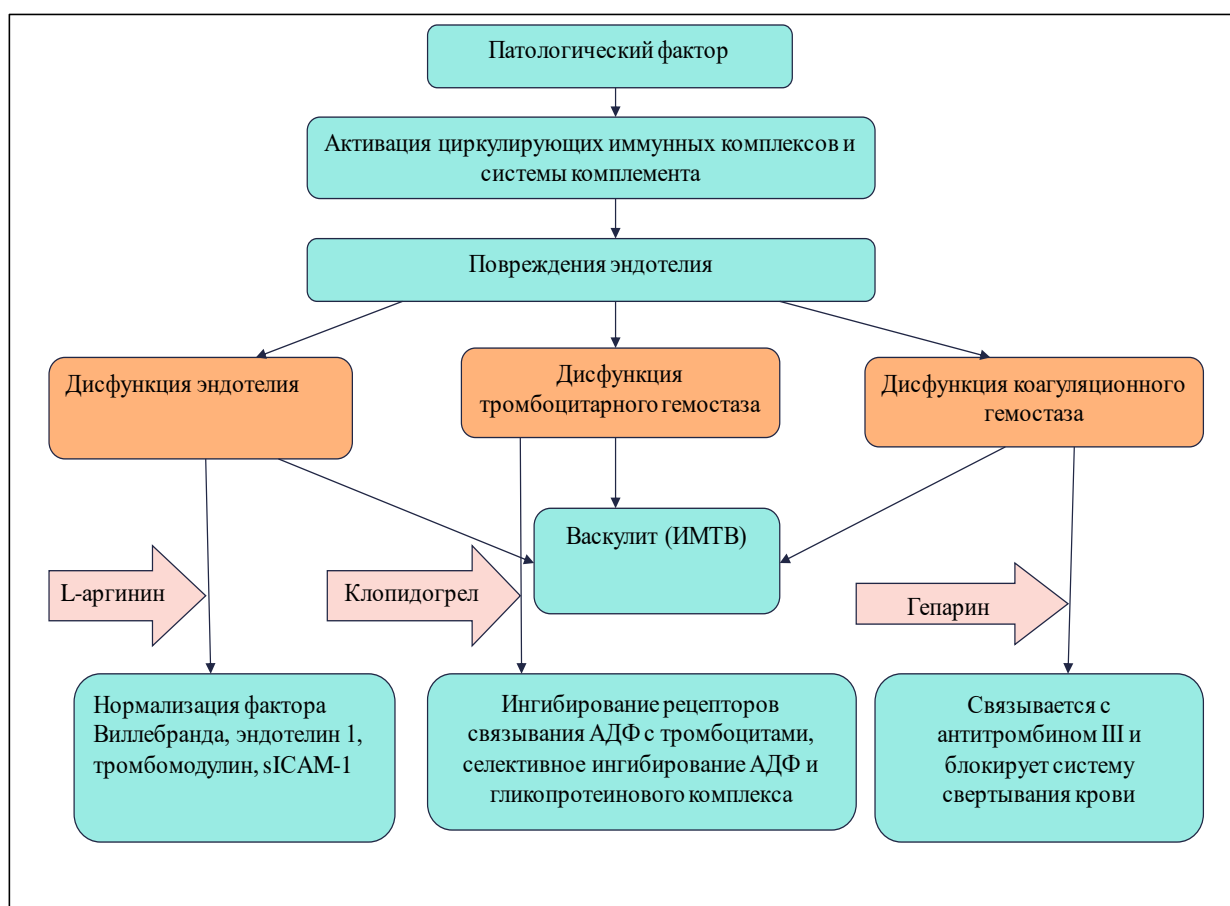 Патологический фактор
Активация циркулирующих иммунных комплексов и
системы комплемента
Повреждения эндотелия
Дисфункция эндотелия
Дисфункция
тромбоцитарного гемостаза
Дисфункция коагуляционного
гемостаза
Васкулит (ИМТВ)
L-аргинин
Клопидогрел
Гепарин
Нормализация фактора
Виллебранда, эндотелин 1,
тромбомодулин, sICAM-1
Ингибирование рецепторов
связывания АДФ с тромбоцитами,
селективное ингибирование АДФ и
гликопротеинового комплекса
Связывается с
антитромбином III и
блокирует систему
свертывания крови